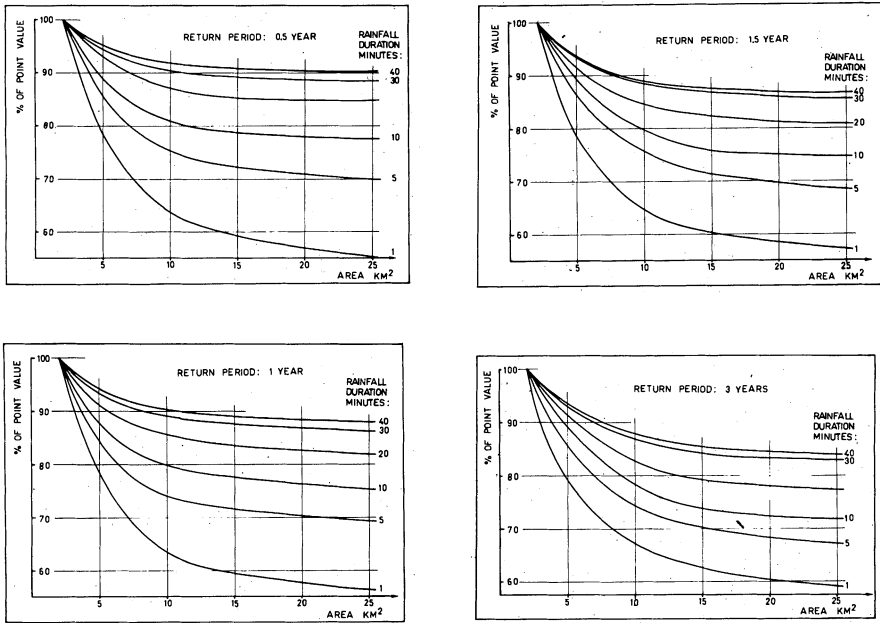 % OF POINT VALUE
100
90
80
70
60
RETURN PERIOD: 0,5 YEAR
RAINFALL
DURATION
MINUTES:
40
30
10
5
1
5 10 15 20 25
AREA KM²
% OF POINT VALUE
100
90
80
70
60
RETURN PERIOD: 1,5 YEAR
RAINFALL
DURATION
MINUTES:
40
30
20
10
5
1
5 10 15 20 25
AREA KM²
% OF POINT VALUE
100
90
80
70
60
RETURN PERIOD: 1 YEAR
RAINFALL
DURATION
MINUTES:
40
30
20
10
5
1
5 10 15 20 25
AREA KM²
% OF POINT VALUE
100
90
80
70
60
RETURN PERIOD: 3 YEARS
RAINFALL
DURATION
MINUTES:
40
30
10
5
1
5 10 15 20 25
AREA KM²